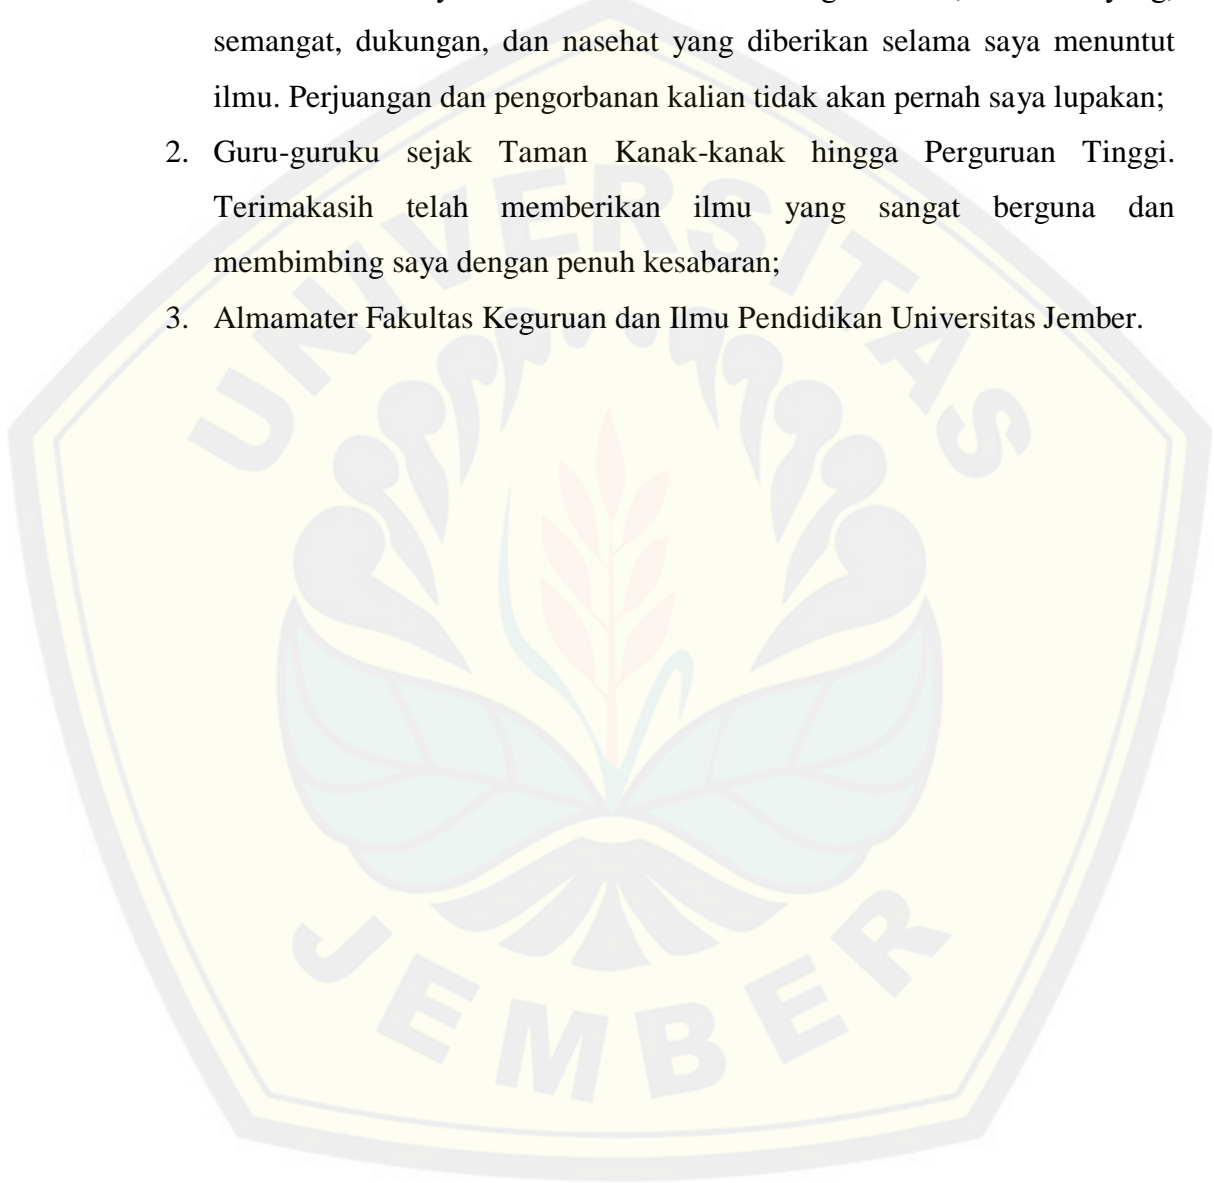 semangat, dukungan, dan nasehat yang diberikan selama saya menuntut
ilmu. Perjuangan dan pengorbanan kalian tidak akan pernah saya lupakan;
2. Guru-guruku sejak Taman Kanak-kanak hingga Perguruan Tinggi.
Terimakasih telah memberikan ilmu yang sangat berguna dan
membimbing saya dengan penuh kesabaran;
3. Almamater Fakultas Keguruan dan Ilmu Pendidikan Universitas Jember.
UNIVERSITAS
JEMBER